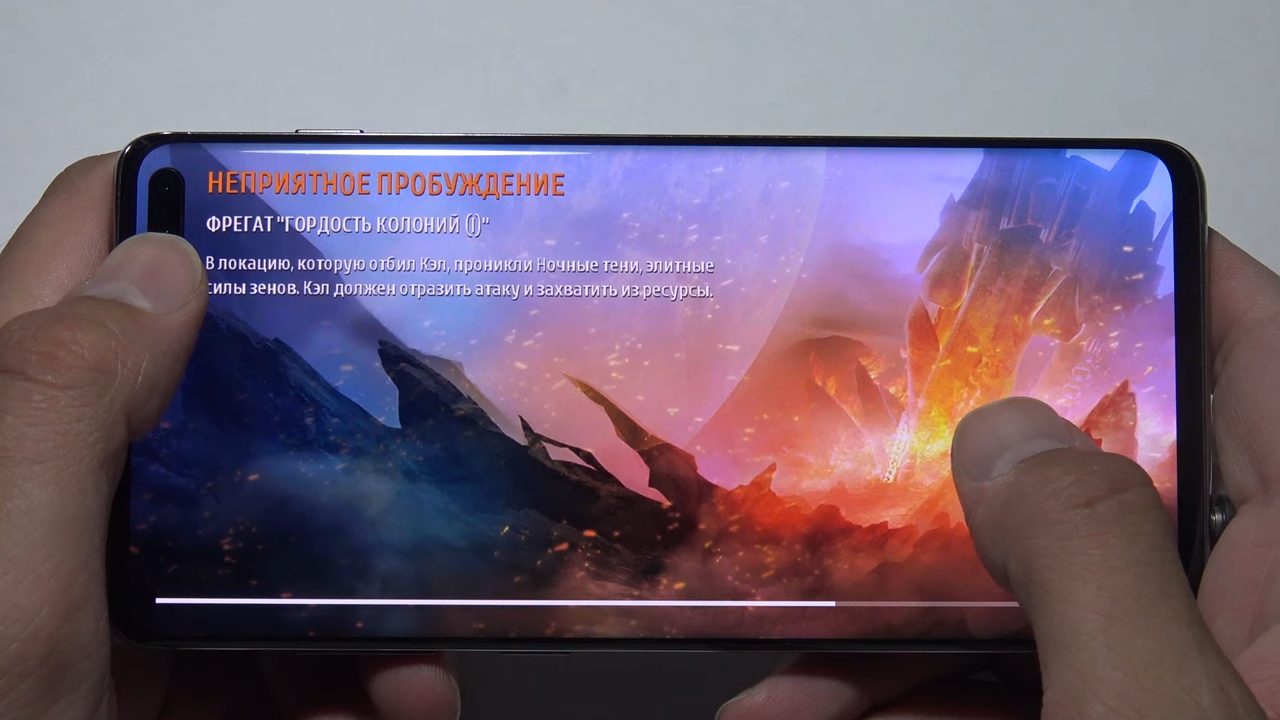 НЕПРИЯТНОЕ ПРОБУЖДЕНИЕ
ФРЕГАТ "ГОРДОСТЬ КОЛОНИЙ (I)"
В локацию, которую отбил Кэл, проникли Ночные тени, элитные
силы зенов. Кэл должен отразить атаку и захватить из ресурсы.